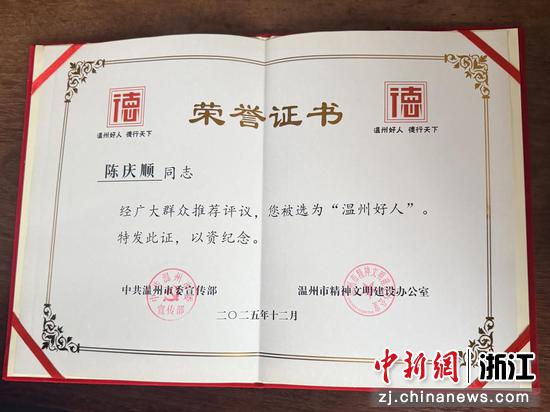 德
温州好人 德行天下
荣誉证书
德
温州好人 德行天下
陈庆顺 同志
经广大群众推荐评议，您被选为“温州好人”。
特发此证，以资纪念。
中共温州市委宣传部
温州市精神文明建设办公室
宣传部
二〇二五年十二月
中新網 浙江
zj.chinanews.com